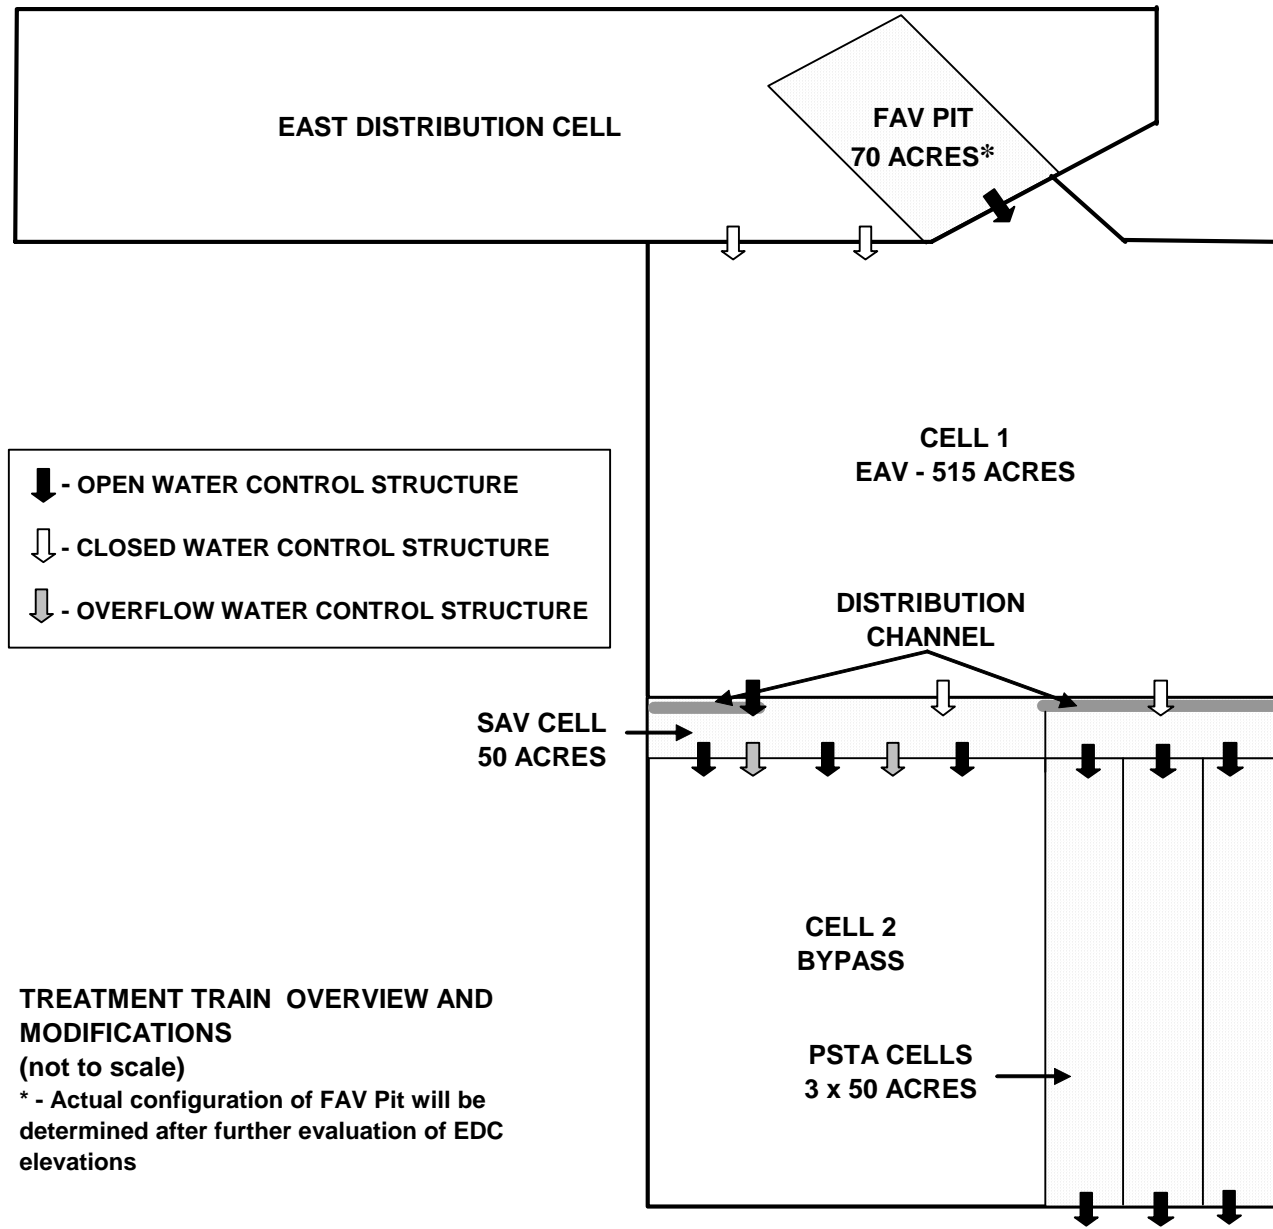 EAST DISTRIBUTION CELL
FAV PIT
70 ACRES*
CELL 1
EAV - 515 ACRES
- OPEN WATER CONTROL STRUCTURE
- CLOSED WATER CONTROL STRUCTURE
- OVERFLOW WATER CONTROL STRUCTURE
DISTRIBUTION
CHANNEL
SAV CELL
50 ACRES
CELL 2
BYPASS
PSTA CELLS
3 x 50 ACRES
TREATMENT TRAIN OVERVIEW AND
MODIFICATIONS
(not to scale)
* - Actual configuration of FAV Pit will be
determined after further evaluation of EDC
elevations